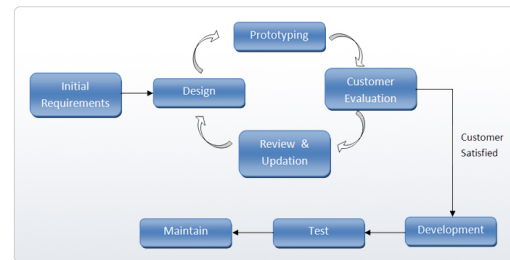 Prototyping
Initial
Requirements
Design
Customer
Evaluation
Review & 
Updation
Customer
Satisfied
Maintain
Test
Development